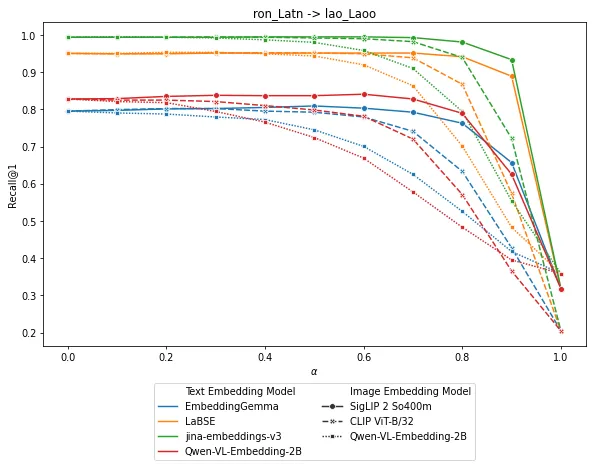 ron_Latn -> lao_Laoo
Recall@1
1.0
0.9
0.8
0.7
0.6
0.5
0.4
0.3
0.2
0.0 0.2 0.4 0.6 0.8 1.0
α
Text Embedding Model
EmbeddingGemma
LaBSE
jina-embeddings-v3
Qwen-VL-Embedding-2B
Image Embedding Model
SigLIP 2 So400m
CLIP ViT-B/32
Qwen-VL-Embedding-2B